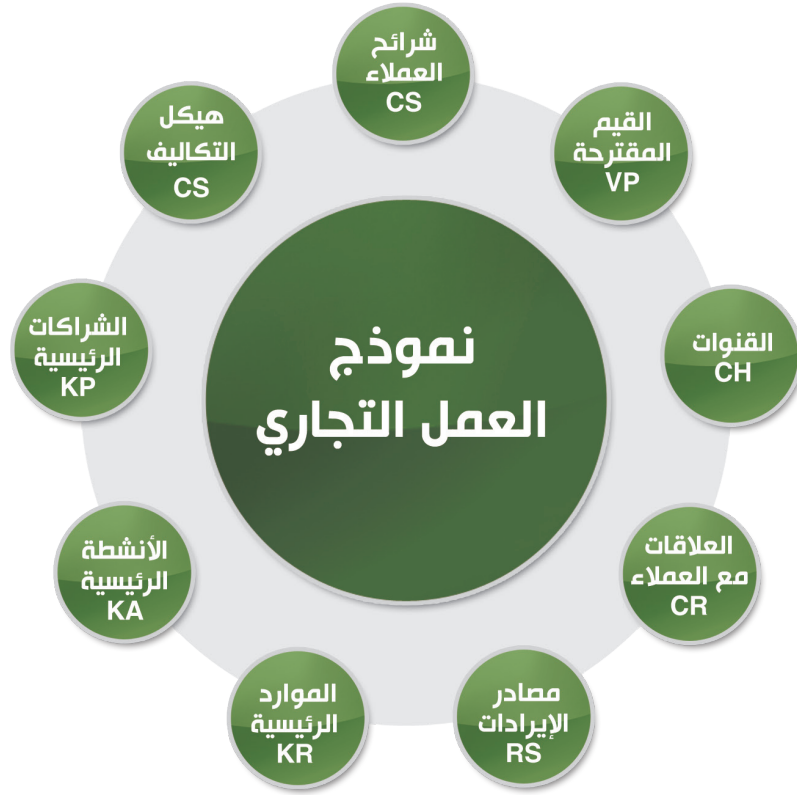 شرائح
العملاء
CS
القيم
المقترحة
VP
القنوات
CH
العلاقات
مع العملاء
CR
مصادر
الإيرادات
RS
الموارد
الرئيسية
KR
الأنشطة
الرئيسية
KA
الشراكات
الرئيسية
KP
هيكل
التكاليف
CS
نموذج
العمل التجاري